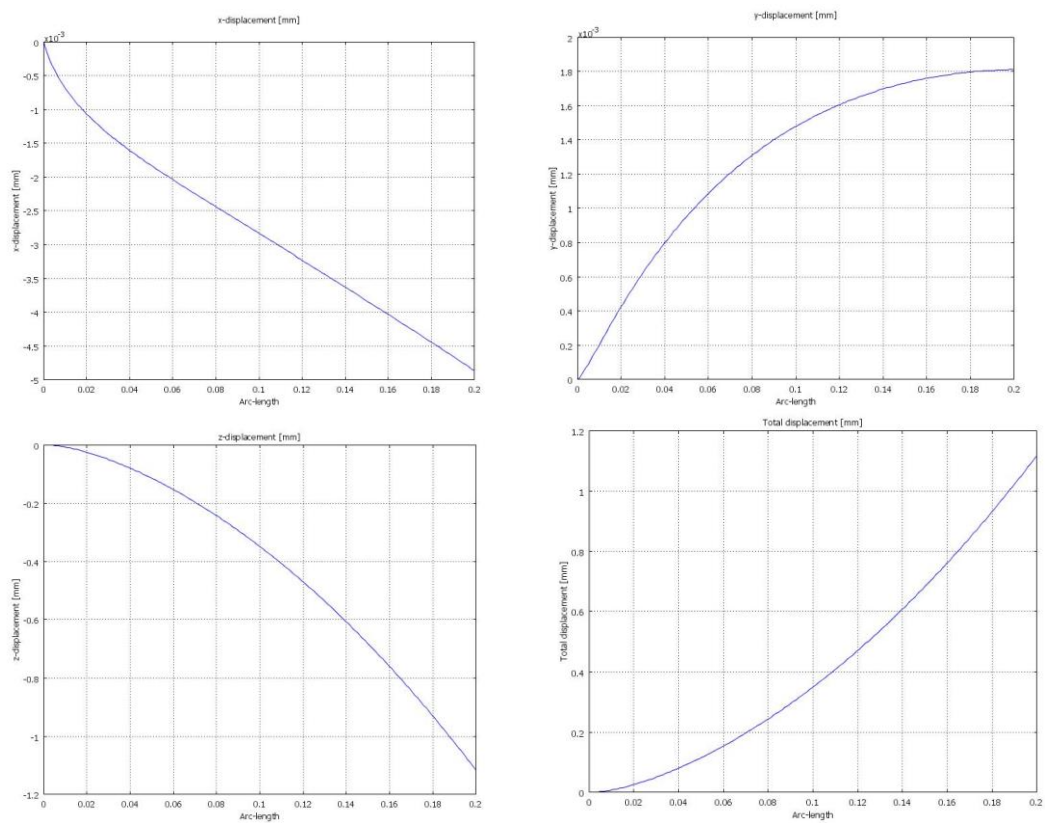 x-displacement [mm]
x10-3
0
-0.5
-1
-1.5
-2
-2.5
-3
-3.5
-4
-4.5
-5
x-displacement [mm]
0 0.02 0.04 0.06 0.08 0.1 0.12 0.14 0.16 0.18 0.2
Arc-length
y-displacement [mm]
x10-3
2
1.8
1.6
1.4
1.2
1
0.8
0.6
0.4
0.2
0
y-displacement [mm]
0 0.02 0.04 0.06 0.08 0.1 0.12 0.14 0.16 0.18 0.2
Arc-length
z-displacement [mm]
0
-0.2
-0.4
-0.6
-0.8
-1
-1.2
z-displacement [mm]
0 0.02 0.04 0.06 0.08 0.1 0.12 0.14 0.16 0.18 0.2
Arc-length
Total displacement [mm]
1.2
1
0.8
0.6
0.4
0.2
0
Total displacement [mm]
0 0.02 0.04 0.06 0.08 0.10 0.12 0.14 0.16 0.18 0.2
Arc-length